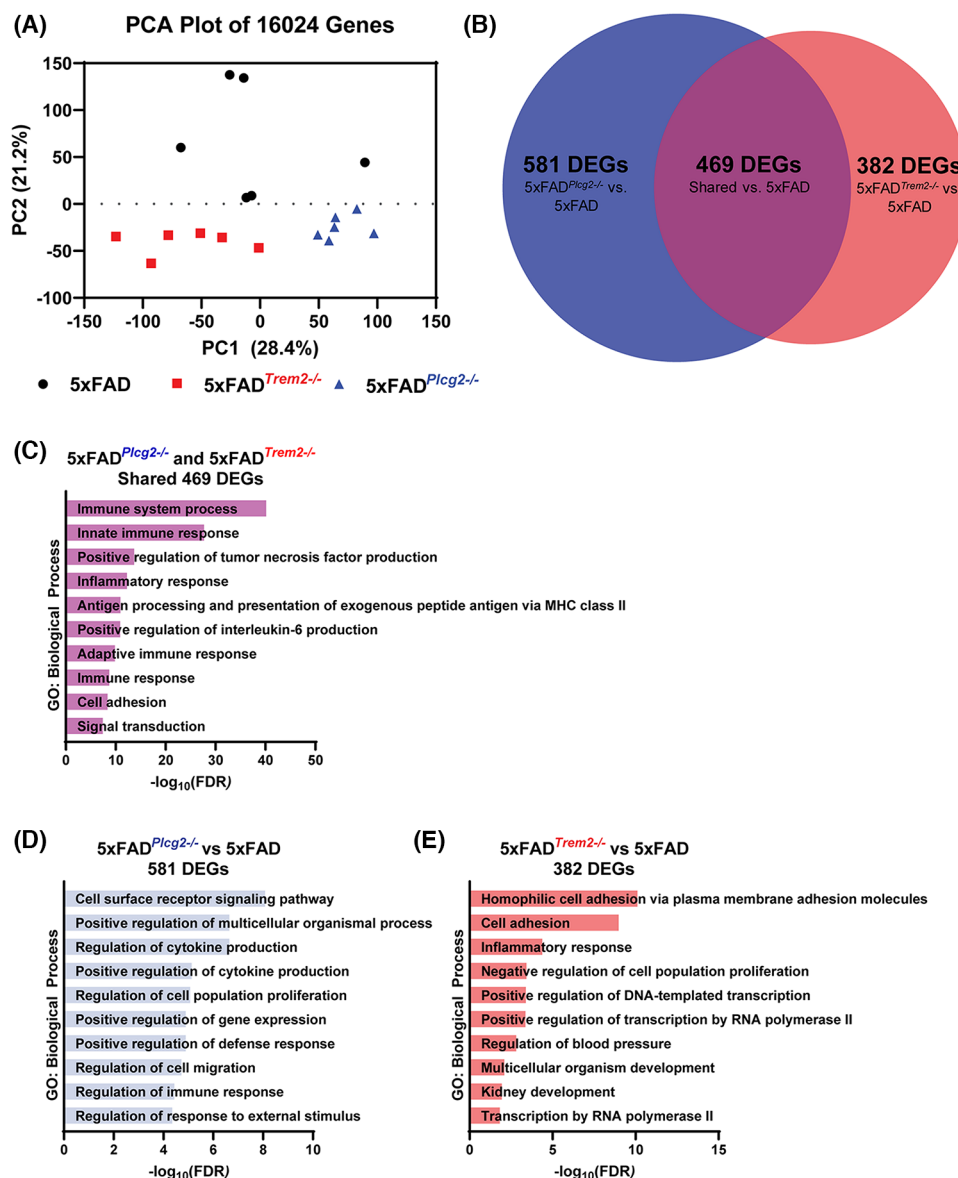 (A)
PCA Plot of 16024 Genes
PC2 (21.2%)
150
100
50
0
-50
-100
-150
-100
-50
0
50
100
150
PC1 (28.4%)
5xFAD
5xFADTrem2-/-
5xFADPlcg2-/-
(B)
581 DEGs
5xFADPlcg2-/- vs.
5xFAD
469 DEGs
Shared vs. 5xFAD
382 DEGs
5xFADTrem2-/- vs
5xFAD
(C)
5xFADPlcg2-/- and 5xFADTrem2-/-
Shared 469 DEGs
GO: Biological Process
Immune system process
Innate immune response
Positive regulation of tumor necrosis factor production
Inflammatory response
Antigen processing and presentation of exogenous peptide antigen via MHC class II
Positive regulation of interleukin-6 production
Adaptive immune response
Immune response
Cell adhesion
Signal transduction
0 10 20 30 40 50
-log10(FDR)
(D)
5xFADPlcg2-/- vs 5xFAD
581 DEGs
GO: Biological Process
Cell surface receptor signaling pathway
Positive regulation of multicellular organismal process
Regulation of cytokine production
Positive regulation of cytokine production
Regulation of cell population proliferation
Positive regulation of gene expression
Positive regulation of defense response
Regulation of cell migration
Regulation of immune response
Regulation of response to external stimulus
0 2 4 6 8 10
-log10(FDR)
(E)
5xFADTrem2-/- vs 5xFAD
382 DEGs
GO: Biological Process
Homophilic cell adhesion via plasma membrane adhesion molecules
Cell adhesion
Inflammatory response
Negative regulation of cell population proliferation
Positive regulation of DNA-templated transcription
Positive regulation of transcription by RNA polymerase II
Regulation of blood pressure
Multicellular organism development
Kidney development
Transcription by RNA polymerase II
0 5 10 15
-log10(FDR)